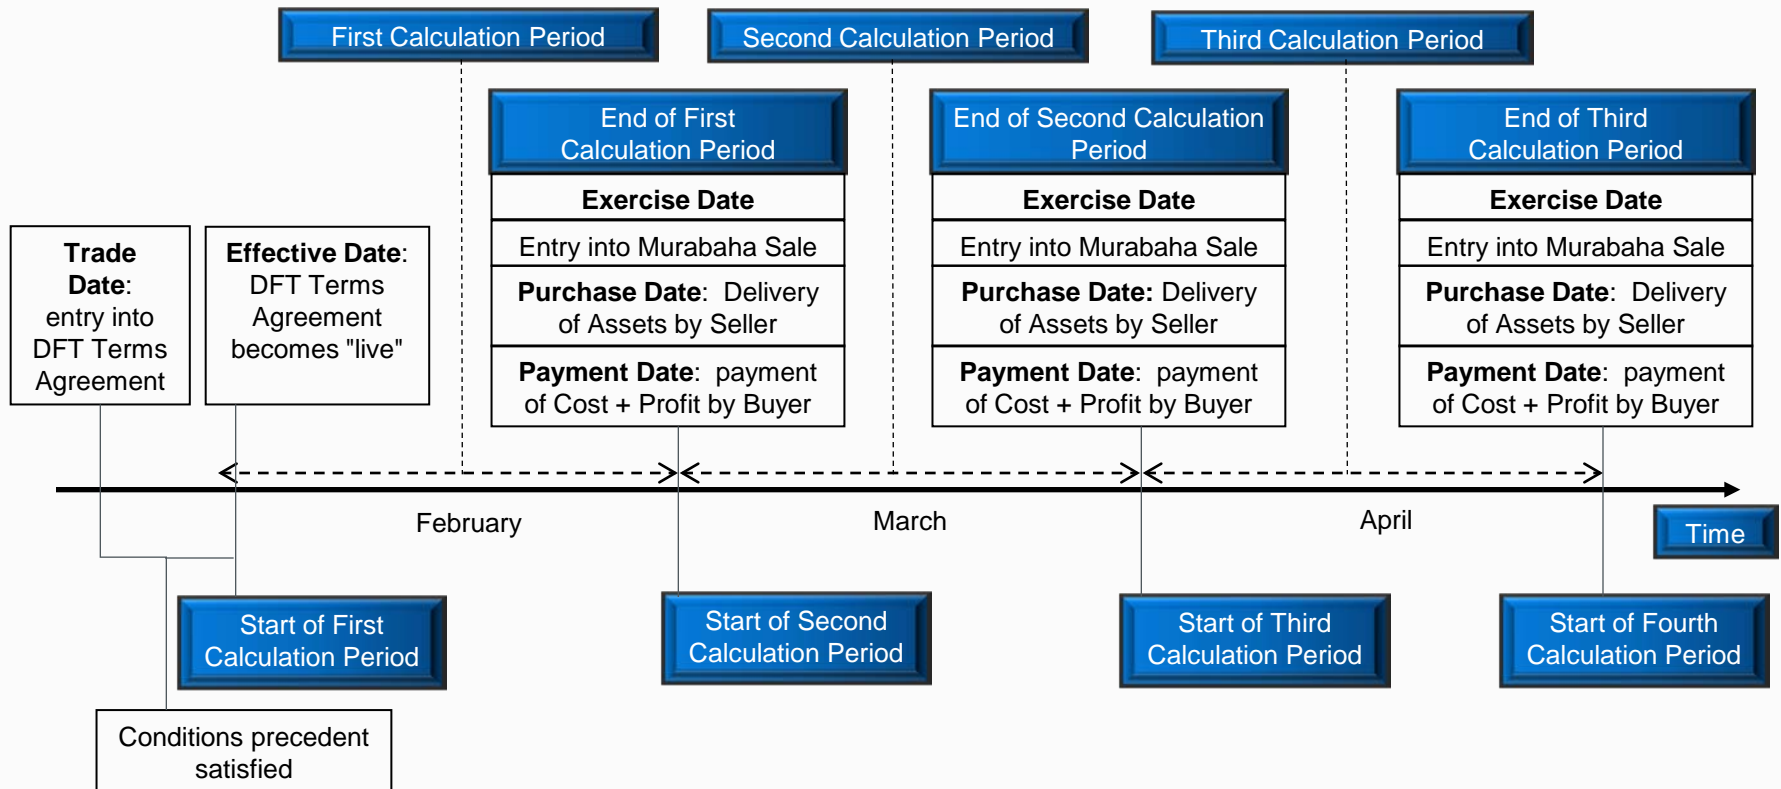 First Calculation Period
Second Calculation Period
Third Calculation Period
End of First
Calculation Period
End of Second Calculation
Period
End of Third
Calculation Period
Trade
Date:
entry into
DFT Terms
Agreement
Effective Date:
DFT Terms
Agreement
becomes "live"
Exercise Date
Entry into Murabaha Sale
Purchase Date: Delivery
of Assets by Seller
Payment Date: payment
of Cost + Profit by Buyer
Exercise Date
Entry into Murabaha Sale
Purchase Date: Delivery
of Assets by Seller
Payment Date: payment
of Cost + Profit by Buyer
Exercise Date
Entry into Murabaha Sale
Purchase Date: Delivery
of Assets by Seller
Payment Date: payment
of Cost + Profit by Buyer
February
March
April
Time
Start of First
Calculation Period
Start of Second
Calculation Period
Start of Third
Calculation Period
Start of Fourth
Calculation Period
Conditions precedent
satisfied